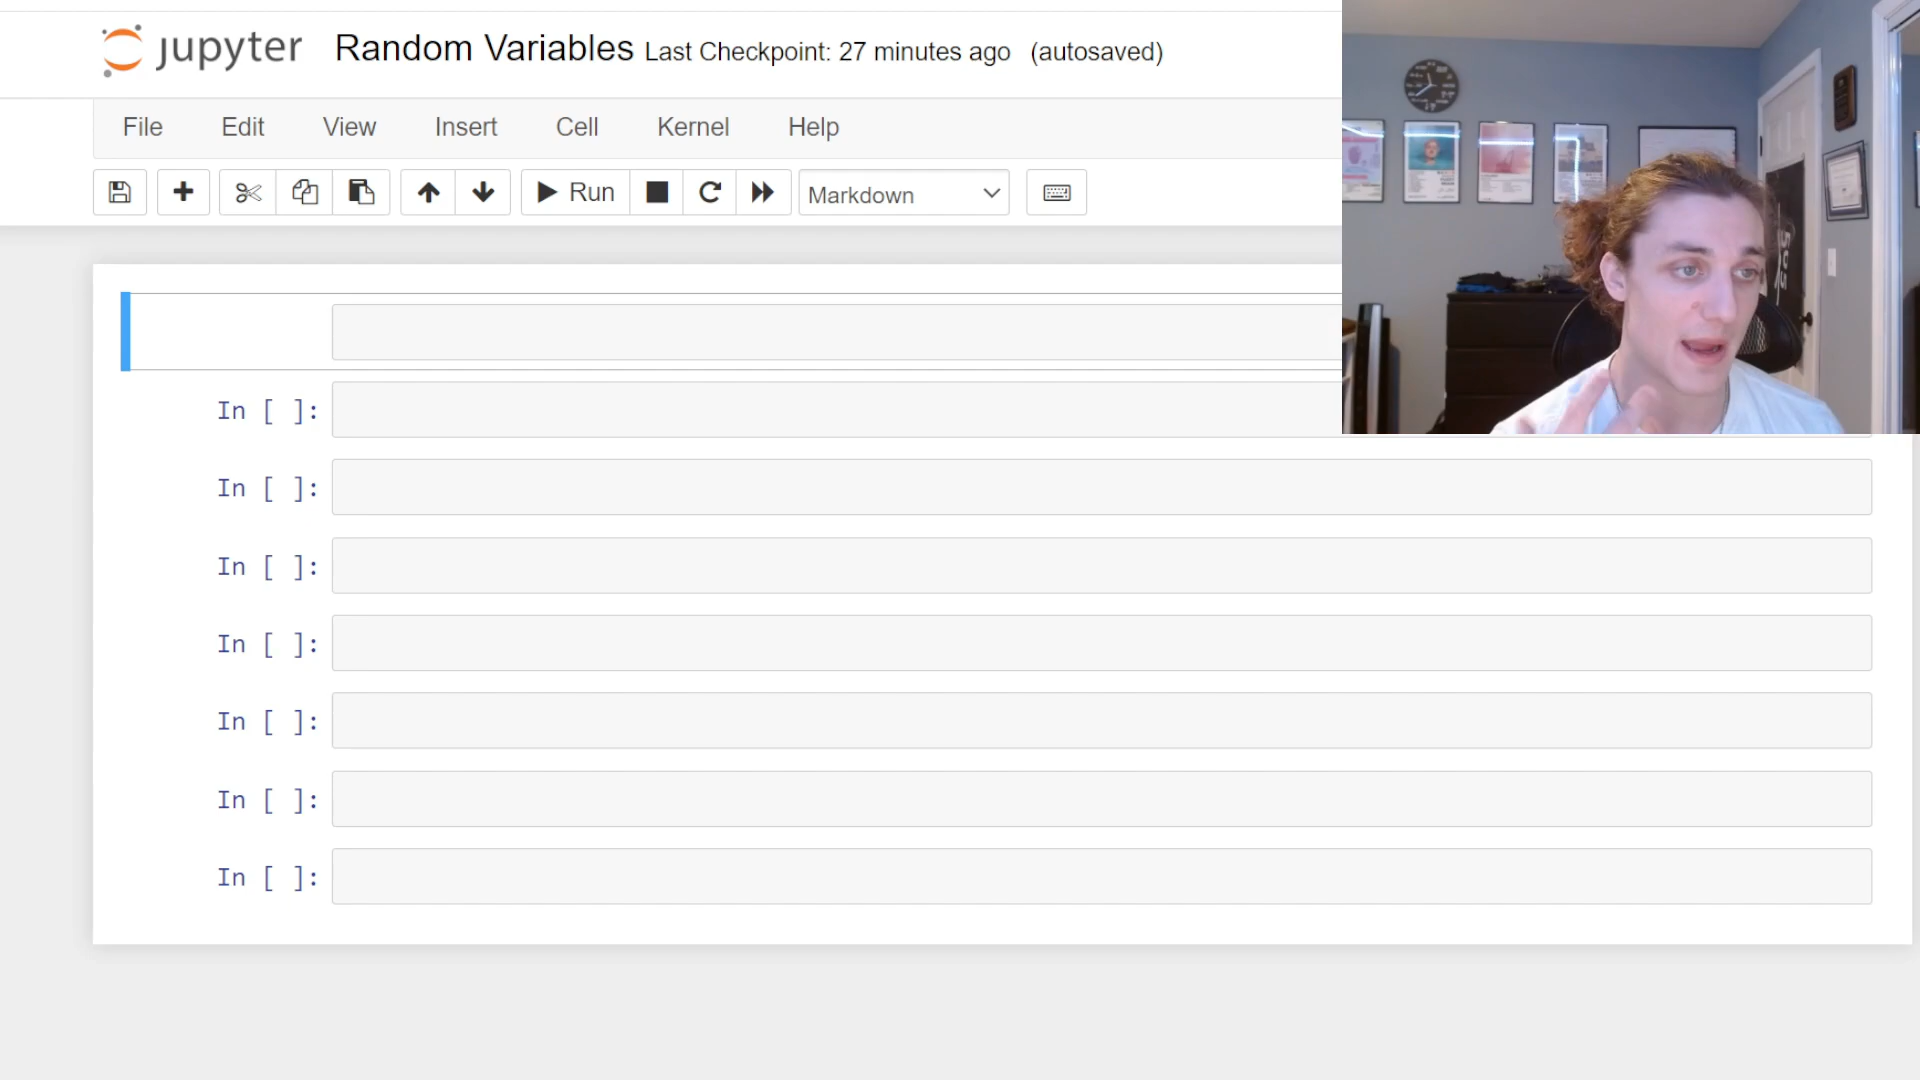 jupyter Random Variables Last Checkpoint: 27 minutes ago (autosaved)
File Edit View Insert Cell Kernel Help
Run Markdown
In [ ]:
In [ ]:
In [ ]:
In [ ]:
In [ ]:
In [ ]:
In [ ]: